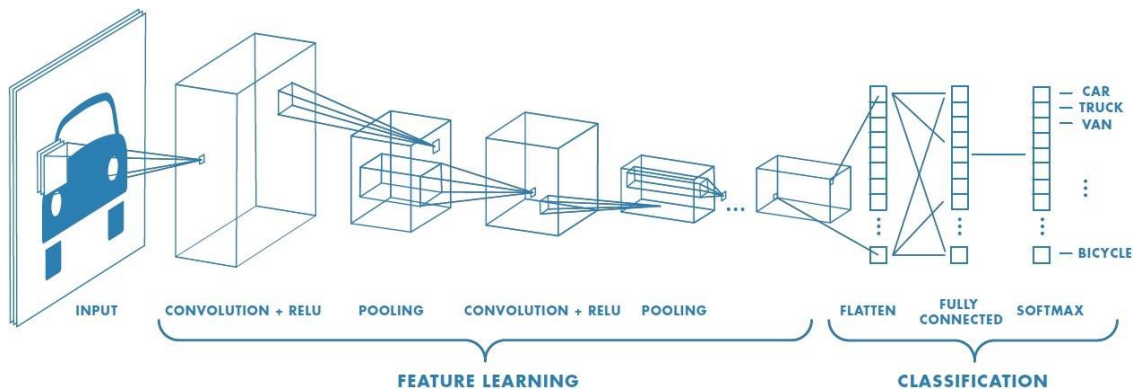 CAR
TRUCK
VAN
BICYCLE
INPUT
CONVOLUTION + RELU
POOLING
CONVOLUTION + RELU
POOLING
FLATTEN
FULLY
CONNECTED
SOFTMAX
FEATURE LEARNING
CLASSIFICATION